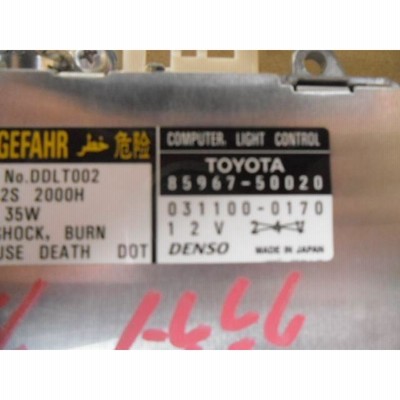 GEFAHR خطر 危险
No.DDLT002
2S 2000H
35W
SHOCK, BURN
USE DEATH DOT
COMPUTER, LIGHT CONTROL
TOYOTA
85967-50020
031100-0170
12V 24V
DENSO MADE IN JAPAN